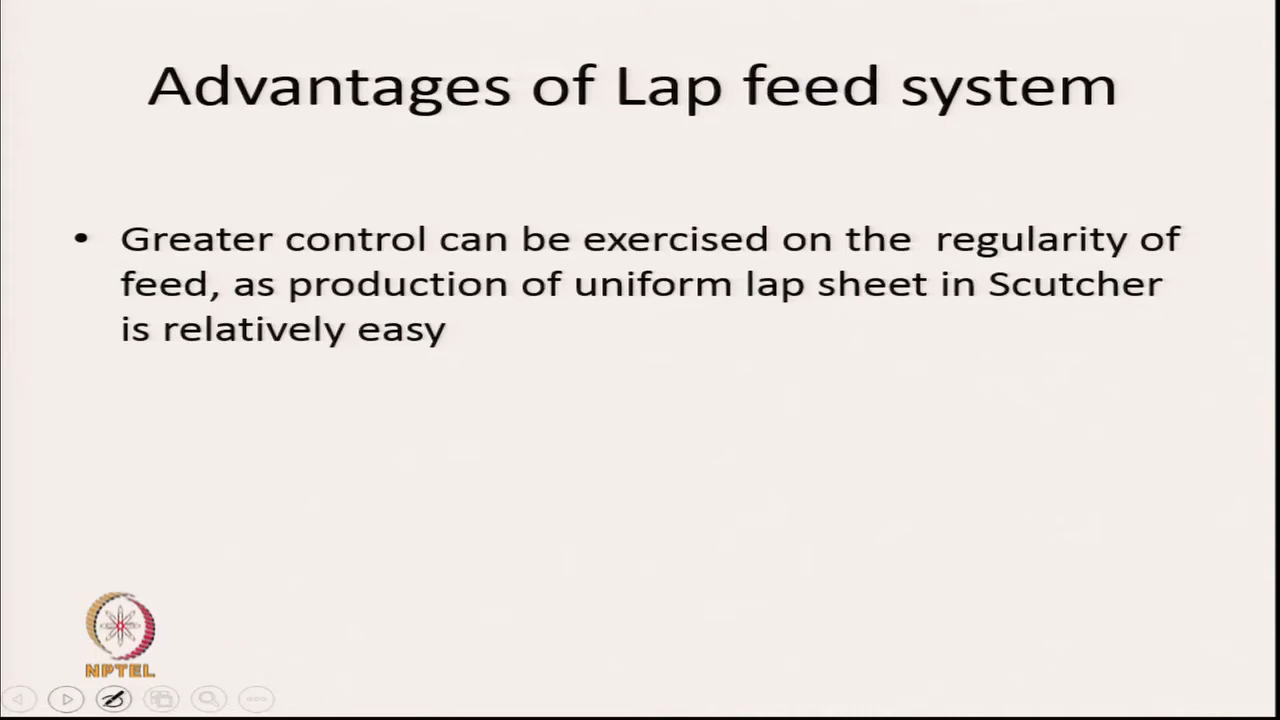 Advantages of Lap feed system
• Greater control can be exercised on the regularity of
feed, as production of uniform lap sheet in Scutcher
is relatively easy
NPTEL